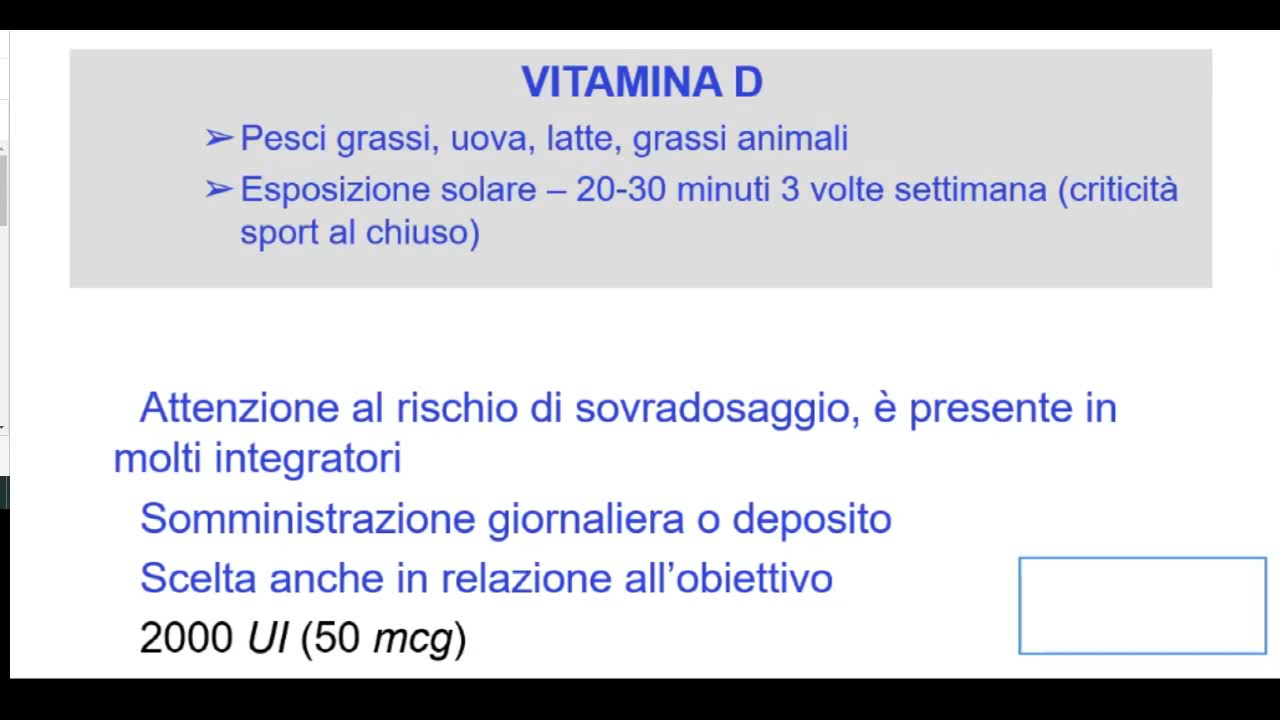 VITAMINA D
➢ Pesci grassi, uova, latte, grassi animali
➢ Esposizione solare – 20-30 minuti 3 volte settimana (criticità
sport al chiuso)
Attenzione al rischio di sovradosaggio, è presente in
molti integratori
Somministrazione giornaliera o deposito
Scelta anche in relazione all’obiettivo
2000 UI (50 mcg)